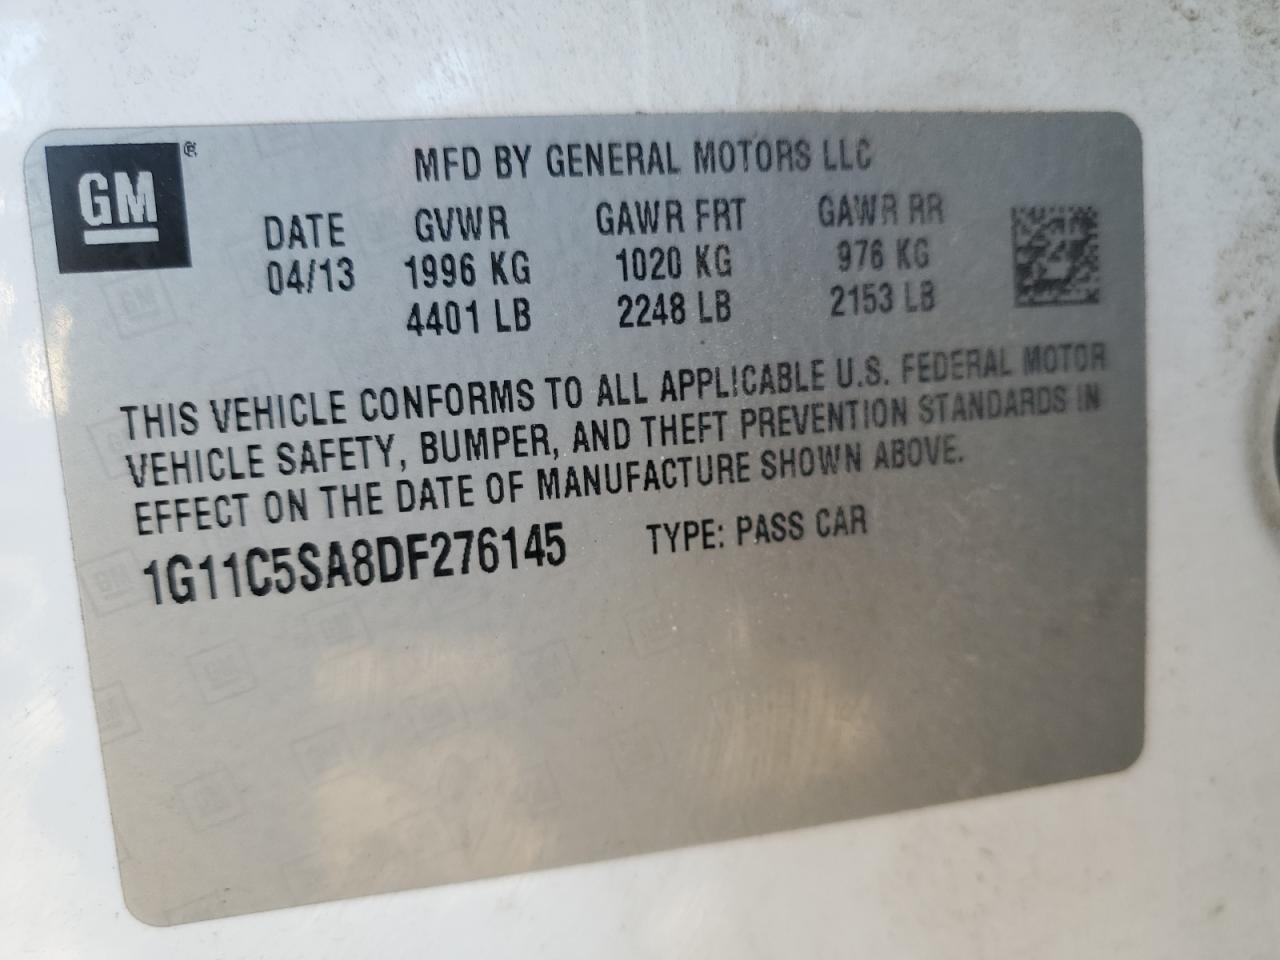 GM ®
MFD BY GENERAL MOTORS LLC
DATE GVWR GAWR FRT GAWR RR
04/13 1996 KG 1020 KG 976 KG
4401 LB 2248 LB 2153 LB
THIS VEHICLE CONFORMS TO ALL APPLICABLE U.S. FEDERAL MOTOR
VEHICLE SAFETY, BUMPER, AND THEFT PREVENTION STANDARDS IN
EFFECT ON THE DATE OF MANUFACTURE SHOWN ABOVE.
1G11C5SA8DF276145 TYPE: PASS CAR